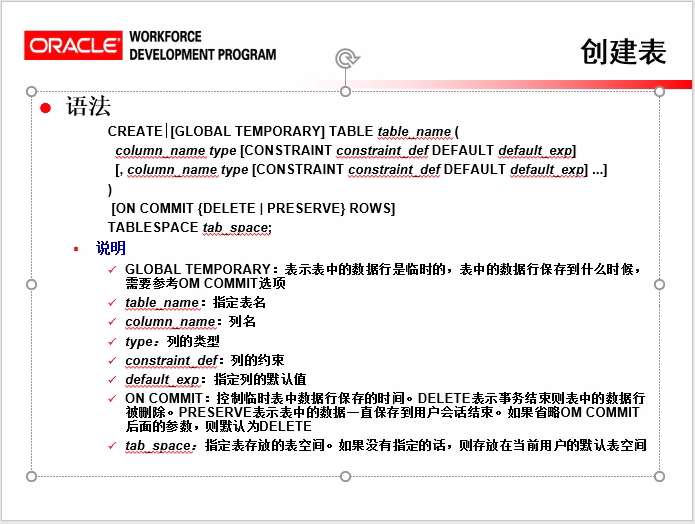 ORACLE
WORKFORCE
DEVELOPMENT PROGRAM
创建表
语法
CREATE [GLOBAL TEMPORARY] TABLE table_name (
column_name type [CONSTRAINT constraint_def DEFAULT default_exp]
[, column_name type [CONSTRAINT constraint_def DEFAULT default_exp] ...]
)
[ON COMMIT {DELETE | PRESERVE} ROWS]
TABLESPACE tab_space;
说明
GLOBAL TEMPORARY：表示表中的数据行是临时的，表中的数据行保存到什么时候，
需要参考OM COMMIT选项
table_name：指定表名
column_name：列名
type：列的类型
constraint_def：列的约束
default_exp：指定列的默认值
ON COMMIT：控制临时表中数据行保存的时间。DELETE表示事务结束则表中的数据行
被删除。PRESERVE表示表中的数据一直保存到用户会话结束。如果省略OM COMMIT
后面的参数，则默认为DELETE
tab_space：指定表存放的表空间。如果没有指定的话，则存放在当前用户的默认表空间